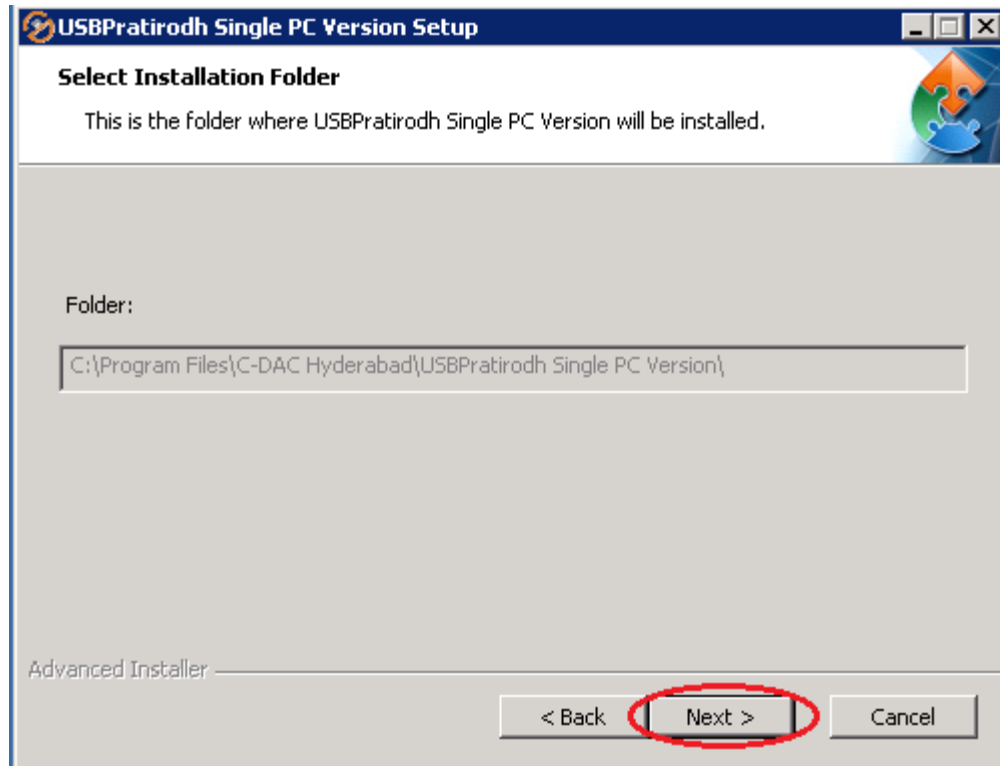 USBPratirodh Single PC Version Setup
Select Installation Folder
This is the folder where USBPratirodh Single PC Version will be installed.
Folder:
C:\Program Files\C-DAC Hyderabad\USBPratirodh Single PC Version\
Advanced Installer
< Back Next > Cancel